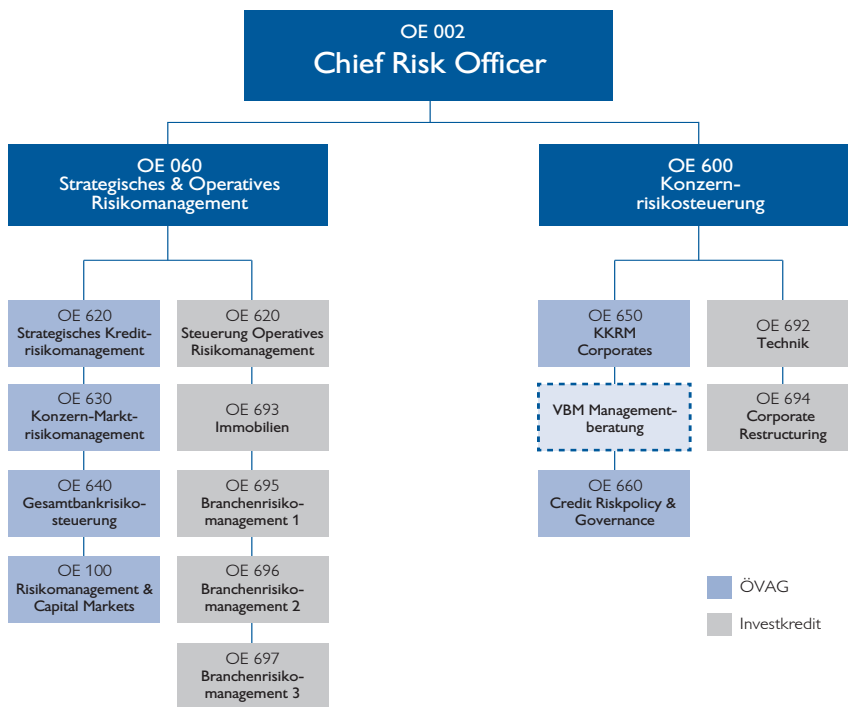 OE 002
Chief Risk Officer
OE 060
Strategisches & Operatives
Risikomanagement
OE 600
Konzern-
risikosteuerung
OE 620
Strategisches Kredit-
risikomanagement
OE 630
Konzern-Markt-
risikomanagement
OE 640
Gesamtbankrisiko-
steuerung
OE 100
Risikomanagement &
Capital Markets
OE 620
Steuerung Operatives
Risikomanagement
OE 693
Immobilien
OE 695
Branchenrisiko-
management 1
OE 696
Branchenrisiko-
management 2
OE 697
Branchenrisiko-
management 3
OE 650
KKRM
Corporates
VBM Management-
beratung
OE 660
Credit Riskpolicy &
Governance
OE 692
Technik
OE 694
Corporate
Restructuring
ÖVAG
Investkredit